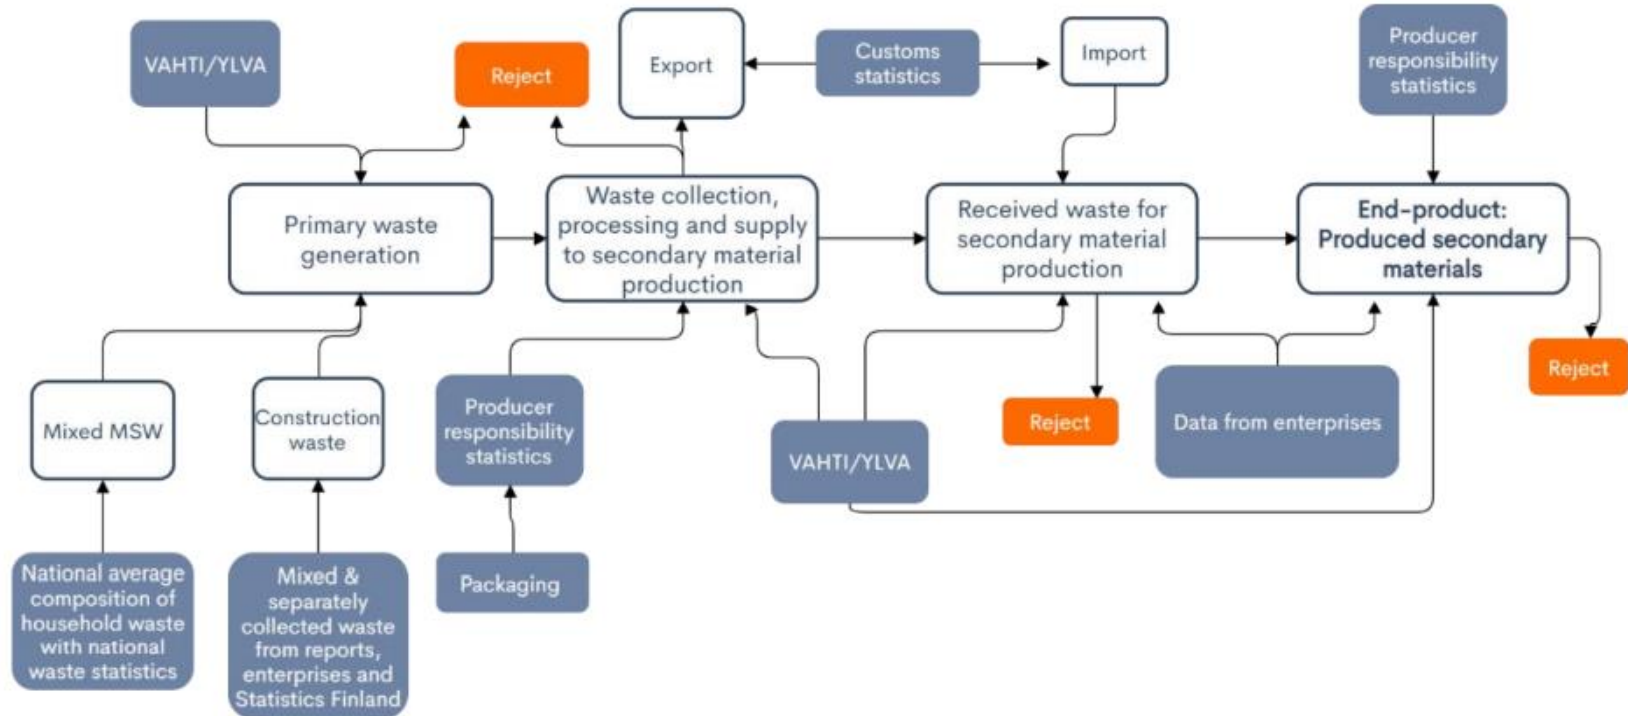 VAHTI/YLVA
Reject
Export
Customs
statistics
Import
Producer
responsibility
statistics
Primary waste
generation
Waste collection,
processing and supply
to secondary material
production
Received waste for
secondary material
production
End-product:
Produced secondary
materials
Mixed MSW
Construction
waste
Producer
responsibility
statistics
VAHTI/YLVA
Reject
Data from enterprises
Reject
National average
composition of
household waste
with national
waste statistics
Mixed &
separately
collected waste
from reports,
enterprises and
Statistics Finland
Packaging